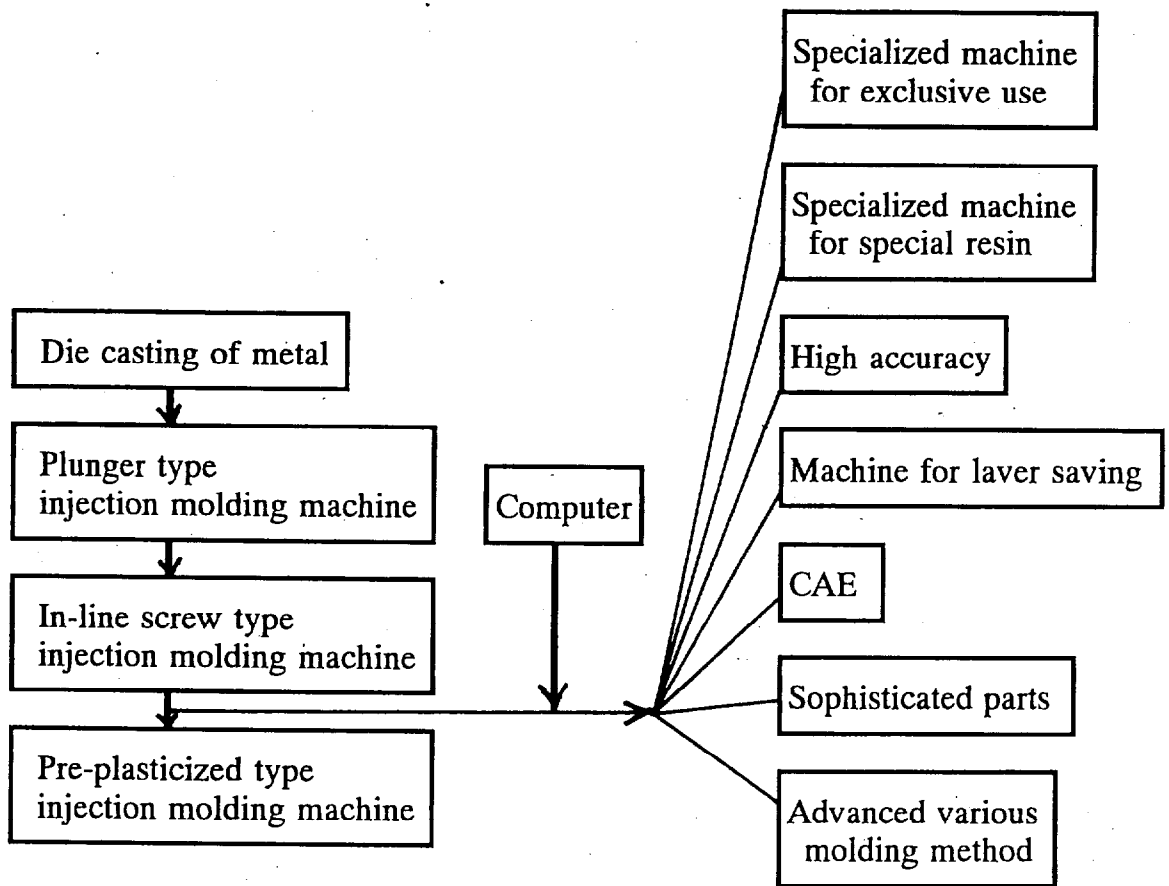 Die casting of metal
Plunger type
injection molding machine
In-line screw type
injection molding machine
Pre-plasticized type
injection molding machine
Computer
Specialized machine
for exclusive use
Specialized machine
for special resin
High accuracy
Machine for laver saving
CAE
Sophisticated parts
Advanced various
molding method